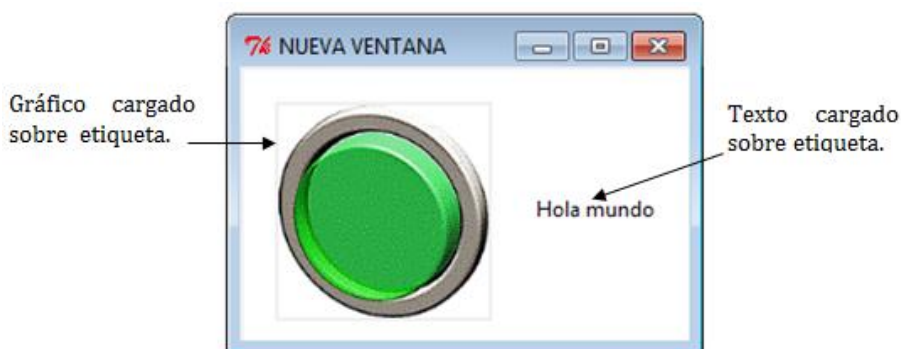 NUEVA VENTANA
Gráfico cargado
sobre etiqueta.
Texto cargado
sobre etiqueta.
Hola mundo